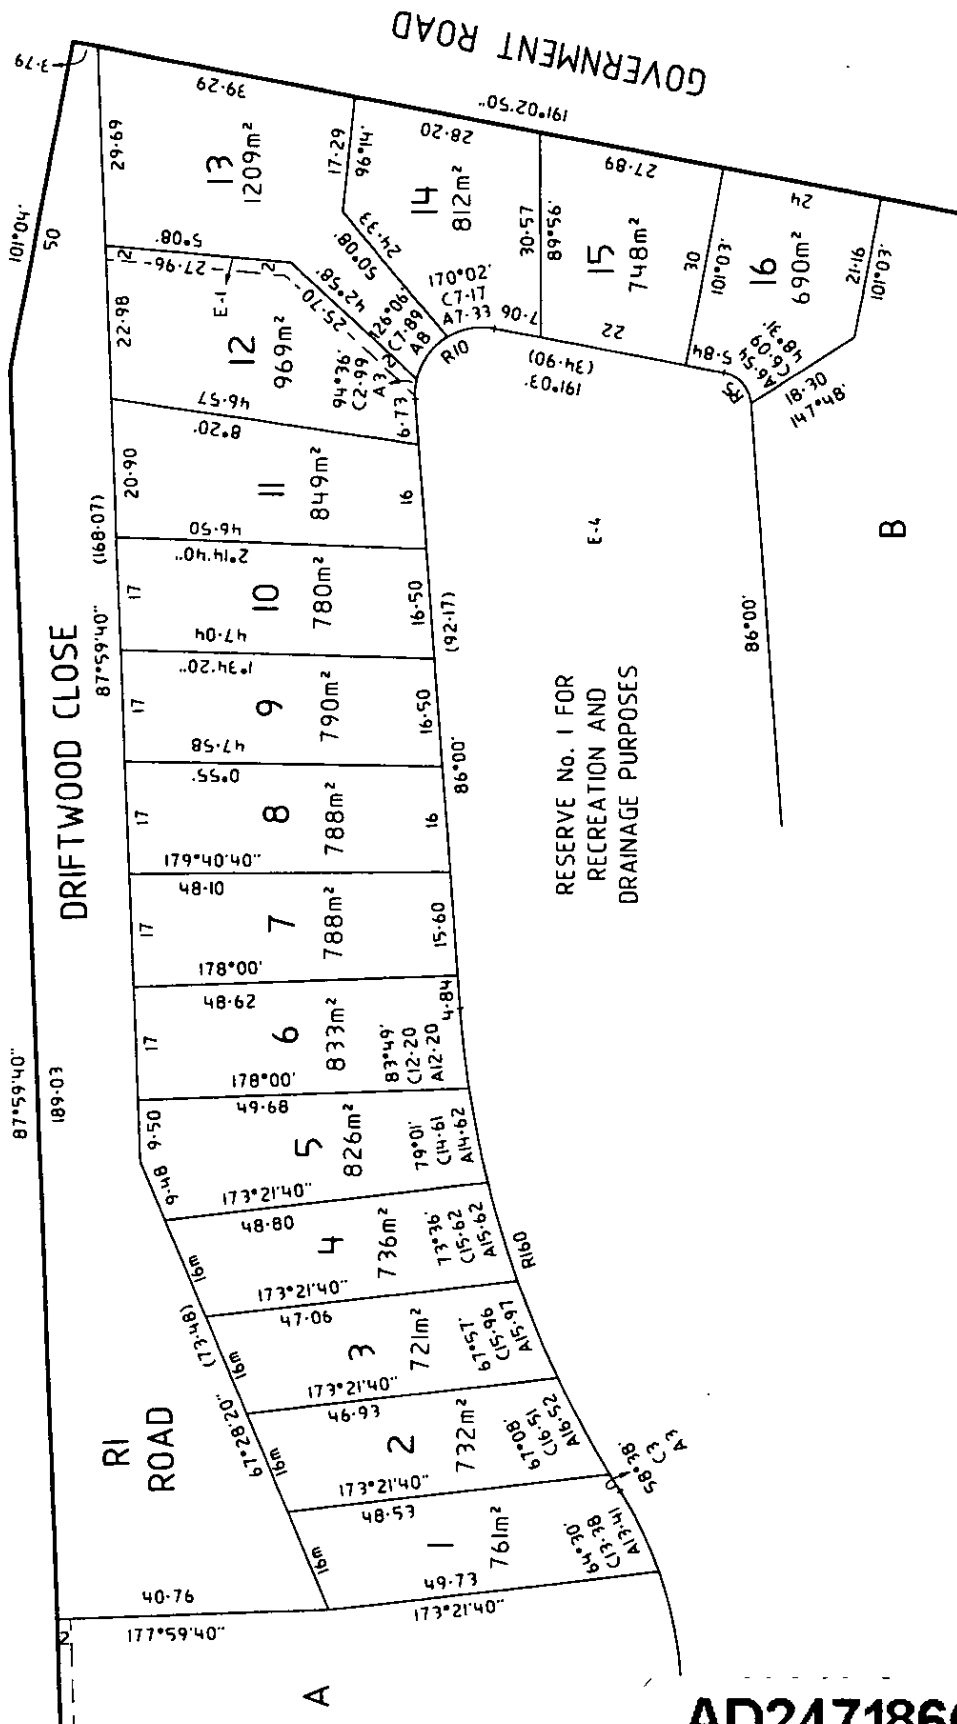 GOVERNMENT ROAD
191°02'50"
3·79
101°04'
50
DRIFTWOOD CLOSE
87°59'40"
(168·07)
87°59'40"
189·03
R1
ROAD
67°28'20"
(73·48)
40·76
177°59'40"
2
A
13
1209m²
29·69
39·29
17·29
96°14'
5°08'
27·96
2
2
E-1
14
812m²
28·20
24·33
50°08'
30·57
89°56'
170°02'
C7·17
A7·33
15
748m²
27·89
7·06
22
30
101°03'
16
690m²
24
21·16
101°03'
5·84
A6·54
C6·09
48°31'
18·30
147°48'
R5
R10
(34·90)
191°03'
12
969m²
22·98
46·57
8°20'
42°58'
25·70
126°06'
C7·89
A8
94°36'
C2·99
A3
2
6·73
11
849m²
20·90
46·50
2°14'40"
16
10
780m²
17
47·04
1°34'20"
16·50
(92·17)
9
790m²
17
47·58
0°55'
16·50
86°00'
8
788m²
17
179°40'40"
16
7
788m²
17
48·01
178°00'
15·60
6
833m²
17
48·29
178°00'
83°49'
C12·20
A12·20
4·84
5
826m²
9·50
9·48
49·68
173°21'40"
79°01'
C14·61
A14·62
4
736m²
16m
48·80
173°21'40"
73°36'
C15·62
A15·62
R160
3
721m²
16m
47·06
173°21'40"
67°57'
C15·96
A15·97
2
732m²
16m
46·93
173°21'40"
67°08'
C16·51
A16·52
58°38'
C3
A3
1
761m²
16m
48·53
49·73
173°21'40"
64°30'
C13·38
A13·41
E-4
RESERVE No. 1 FOR
RECREATION AND
DRAINAGE PURPOSES
86°00'
B